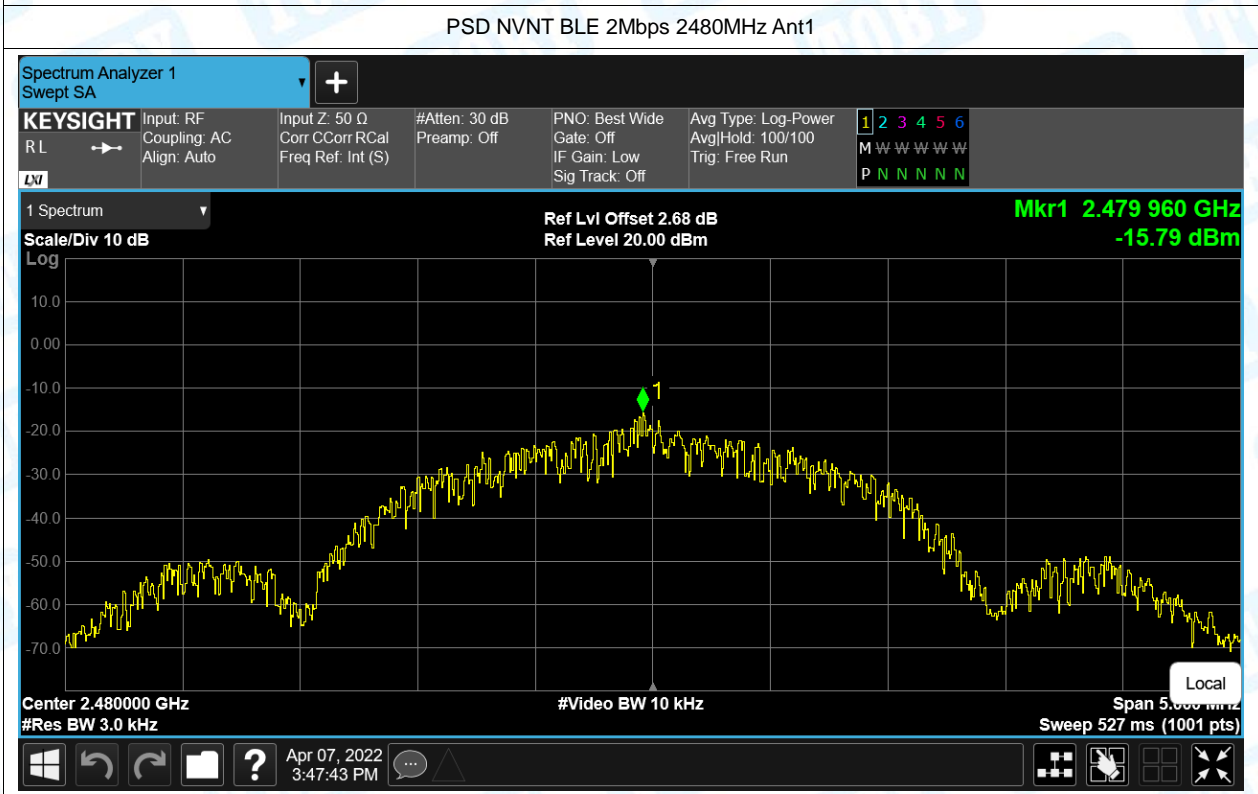 PSD NVNT BLE 2Mbps 2480MHz Ant1
Spectrum Analyzer 1
Swept SA
KEYSIGHT
R L
LXI
Input: RF
Coupling: AC
Align: Auto
Input Z: 50 Ω
Corr CCorr RCal
Freq Ref: Int (S)
#Atten: 30 dB
Preamp: Off
PNO: Best Wide
Gate: Off
IF Gain: Low
Sig Track: Off
Avg Type: Log-Power
Avg|Hold: 100/100
Trig: Free Run
1 2 3 4 5 6
M W W W W W
P N N N N N
1 Spectrum
Scale/Div 10 dB
Ref Lvl Offset 2.68 dB
Ref Level 20.00 dBm
Mkr1 2.479 960 GHz
-15.79 dBm
Log
10.0
0.00
-10.0
-20.0
-30.0
-40.0
-50.0
-60.0
-70.0
1
Local
Center 2.480000 GHz
#Video BW 10 kHz
Span 5.000 MHz
#Res BW 3.0 kHz
Sweep 527 ms (1001 pts)
?
Apr 07, 2022
3:47:43 PM